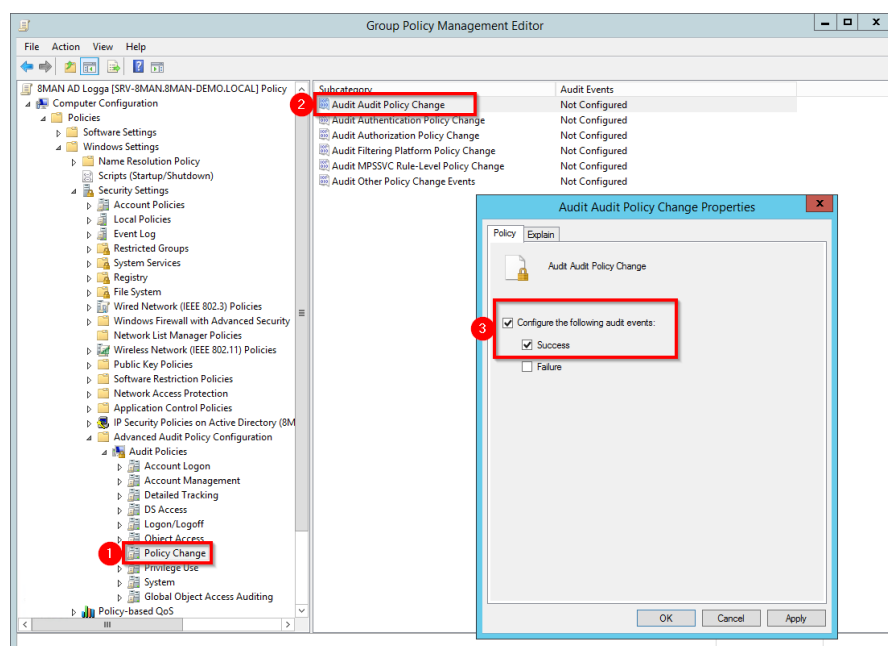 Group Policy Management Editor
File Action View Help
8MAN AD Logga [SRV-8MAN.8MAN-DEMO.LOCAL] Policy
Computer Configuration
Policies
Software Settings
Windows Settings
Name Resolution Policy
Scripts (Startup/Shutdown)
Security Settings
Account Policies
Local Policies
Event Log
Restricted Groups
System Services
Registry
File System
Wired Network (IEEE 802.3) Policies
Windows Firewall with Advanced Security
Network List Manager Policies
Wireless Network (IEEE 802.11) Policies
Public Key Policies
Software Restriction Policies
Network Access Protection
Application Control Policies
IP Security Policies on Active Directory (8M
Advanced Audit Policy Configuration
Audit Policies
Account Logon
Account Management
Detailed Tracking
DS Access
Logon/Logoff
Object Access
1 Policy Change
Privilege Use
System
Global Object Access Auditing
Policy-based QoS
Subcategory Audit Events
2 Audit Audit Policy Change Not Configured
Audit Authentication Policy Change Not Configured
Audit Authorization Policy Change Not Configured
Audit Filtering Platform Policy Change Not Configured
Audit MPSSVC Rule-Level Policy Change Not Configured
Audit Other Policy Change Events Not Configured
Audit Audit Policy Change Properties
Policy Explain
Audit Audit Policy Change
3 Configure the following audit events:
Success
Failure
OK Cancel Apply